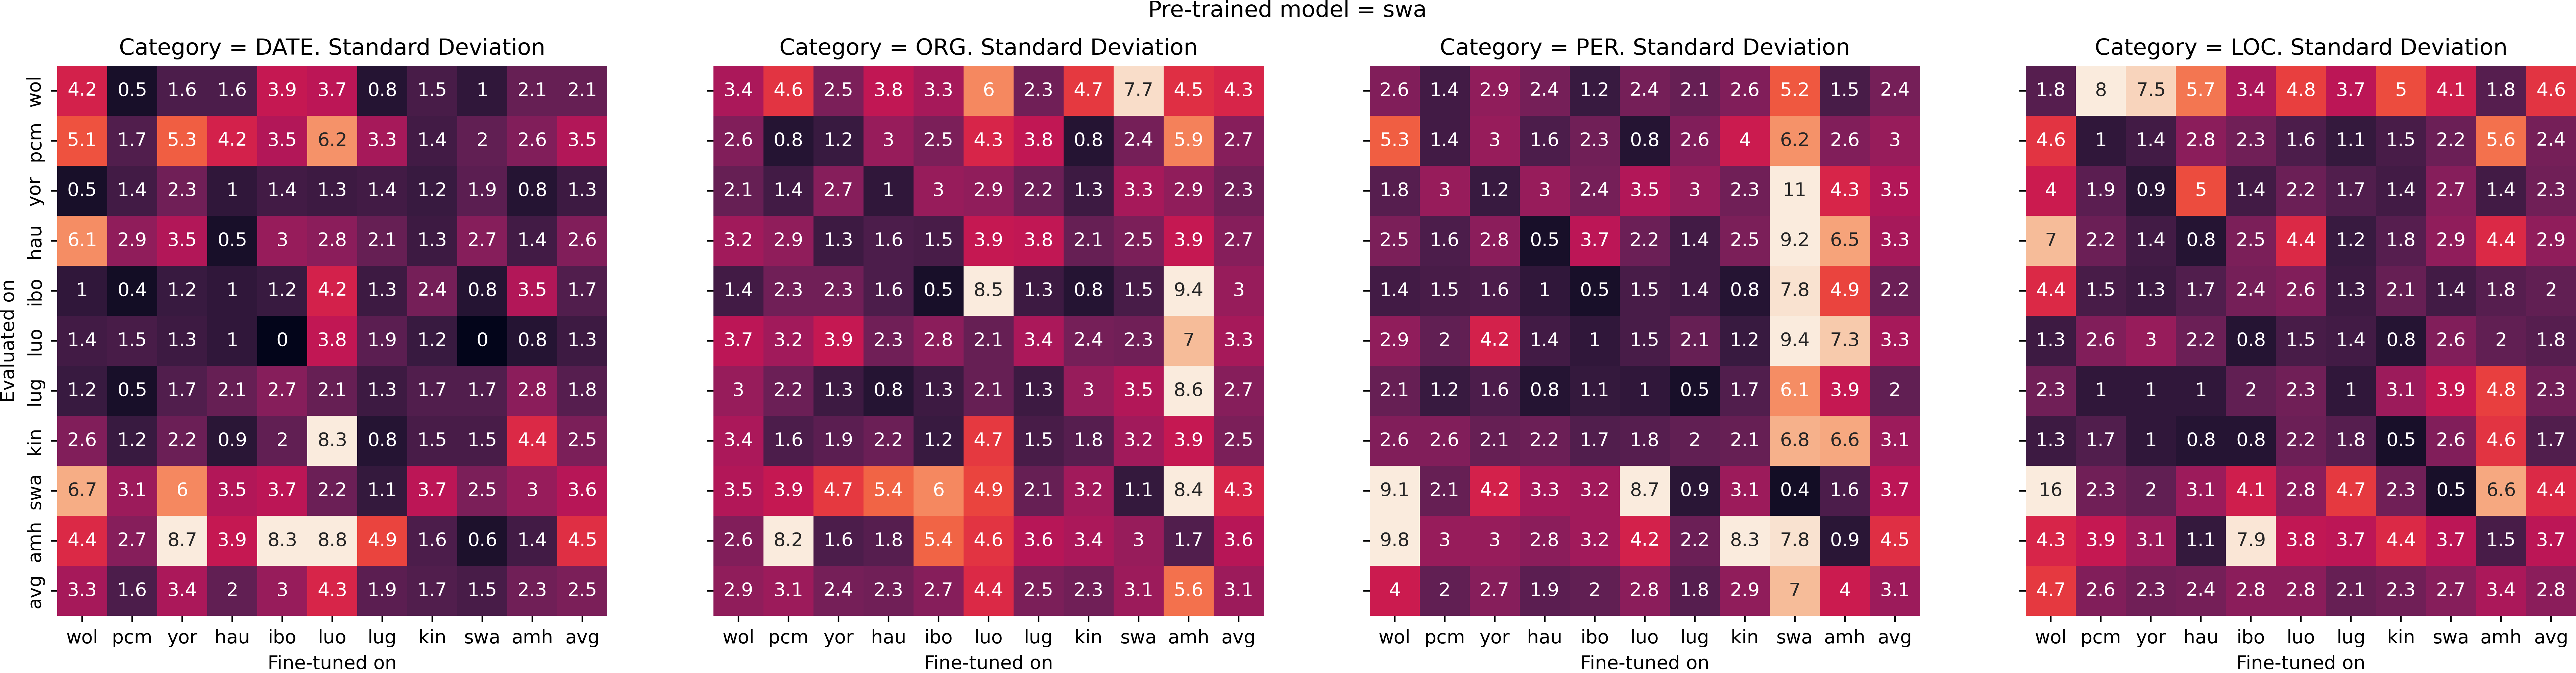 Pre-trained model = swa
Category = DATE. Standard Deviation
Category = ORG. Standard Deviation
Category = PER. Standard Deviation
Category = LOC. Standard Deviation
Evaluated on
wol 4.2 0.5 1.6 1.6 3.9 3.7 0.8 1.5 1 2.1 2.1
pcm 5.1 1.7 5.3 4.2 3.5 6.2 3.3 1.4 2 2.6 3.5
yor 0.5 1.4 2.3 1 1.4 1.3 1.4 1.2 1.9 0.8 1.3
hau 6.1 2.9 3.5 0.5 3 2.8 2.1 1.3 2.7 1.4 2.6
ibo 1 0.4 1.2 1 1.2 4.2 1.3 2.4 0.8 3.5 1.7
luo 1.4 1.5 1.3 1 0 3.8 1.9 1.2 0 0.8 1.3
lug 1.2 0.5 1.7 2.1 2.7 2.1 1.3 1.7 1.7 2.8 1.8
kin 2.6 1.2 2.2 0.9 2 8.3 0.8 1.5 1.5 4.4 2.5
swa 6.7 3.1 6 3.5 3.7 2.2 1.1 3.7 2.5 3 3.6
amh 4.4 2.7 8.7 3.9 8.3 8.8 4.9 1.6 0.6 1.4 4.5
avg 3.3 1.6 3.4 2 3 4.3 1.9 1.7 1.5 2.3 2.5
wol pcm yor hau ibo luo lug kin swa amh avg
Fine-tuned on
3.4 4.6 2.5 3.8 3.3 6 2.3 4.7 7.7 4.5 4.3
2.6 0.8 1.2 3 2.5 4.3 3.8 0.8 2.4 5.9 2.7
2.1 1.4 2.7 1 3 2.9 2.2 1.3 3.3 2.9 2.3
3.2 2.9 1.3 1.6 1.5 3.9 3.8 2.1 2.5 3.9 2.7
1.4 2.3 2.3 1.6 0.5 8.5 1.3 0.8 1.5 9.4 3
3.7 3.2 3.9 2.3 2.8 2.1 3.4 2.4 2.3 7 3.3
3 2.2 1.3 0.8 1.3 2.1 1.3 3 3.5 8.6 2.7
3.4 1.6 1.9 2.2 1.2 4.7 1.5 1.8 3.2 3.9 2.5
3.5 3.9 4.7 5.4 6 4.9 2.1 3.2 1.1 8.4 4.3
2.6 8.2 1.6 1.8 5.4 4.6 3.6 3.4 3 1.7 3.6
2.9 3.1 2.4 2.3 2.7 4.4 2.5 2.3 3.1 5.6 3.1
wol pcm yor hau ibo luo lug kin swa amh avg
Fine-tuned on
2.6 1.4 2.9 2.4 1.2 2.4 2.1 2.6 5.2 1.5 2.4
5.3 1.4 3 1.6 2.3 0.8 2.6 4 6.2 2.6 3
1.8 3 1.2 3 2.4 3.5 3 2.3 11 4.3 3.5
2.5 1.6 2.8 0.5 3.7 2.2 1.4 2.5 9.2 6.5 3.3
1.4 1.5 1.6 1 0.5 1.5 1.4 0.8 7.8 4.9 2.2
2.9 2 4.2 1.4 1 1.5 2.1 1.2 9.4 7.3 3.3
2.1 1.2 1.6 0.8 1.1 1 0.5 1.7 6.1 3.9 2
2.6 2.6 2.1 2.2 1.7 1.8 2 2.1 6.8 6.6 3.1
9.1 2.1 4.2 3.3 3.2 8.7 0.9 3.1 0.4 1.6 3.7
9.8 3 3 2.8 3.2 4.2 2.2 8.3 7.8 0.9 4.5
4 2 2.7 1.9 2 2.8 1.8 2.9 7 4 3.1
wol pcm yor hau ibo luo lug kin swa amh avg
Fine-tuned on
1.8 8 7.5 5.7 3.4 4.8 3.7 5 4.1 1.8 4.6
4.6 1 1.4 2.8 2.3 1.6 1.1 1.5 2.2 5.6 2.4
4 1.9 0.9 5 1.4 2.2 1.7 1.4 2.7 1.4 2.3
7 2.2 1.4 0.8 2.5 4.4 1.2 1.8 2.9 4.4 2.9
4.4 1.5 1.3 1.7 2.4 2.6 1.3 2.1 1.4 1.8 2
1.3 2.6 3 2.2 0.8 1.5 1.4 0.8 2.6 2 1.8
2.3 1 1 1 2 2.3 1 3.1 3.9 4.8 2.3
1.3 1.7 1 0.8 0.8 2.2 1.8 0.5 2.6 4.6 1.7
16 2.3 2 3.1 4.1 2.8 4.7 2.3 0.5 6.6 4.4
4.3 3.9 3.1 1.1 7.9 3.8 3.7 4.4 3.7 1.5 3.7
4.7 2.6 2.3 2.4 2.8 2.8 2.1 2.3 2.7 3.4 2.8
wol pcm yor hau ibo luo lug kin swa amh avg
Fine-tuned on